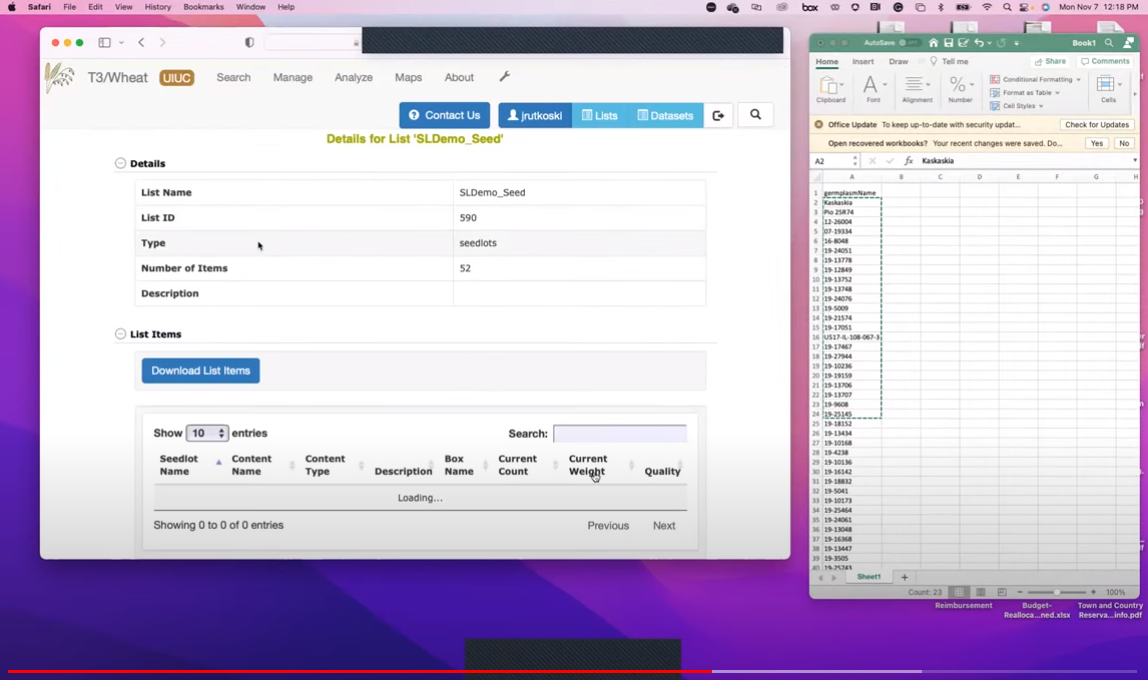 Safari File Edit View History Bookmarks Window Help
box
Mon Nov 7 12:18 PM
T3/Wheat UIUC Search Manage Analyze Maps About
Contact Us jrutkoski Lists Datasets
Details for List 'SLDemo_Seed'
Details
List Name SLDemo_Seed
List ID 590
Type seedlots
Number of Items 52
Description
List Items
Download List Items
Show 10 entries Search:
Seedlot Name Content Name Content Type Description Box Name Current Count Current Weight Quality
Loading...
Showing 0 to 0 of 0 entries Previous Next
AutoSave OFF Book1
Home Insert Draw Tell me Share Comments
Clipboard Font Alignment Number Conditional Formatting Format as Table Cell Styles Cells
Office Update To keep up-to-date with security updat... Check for Updates
Open recovered workbooks? Your recent changes were saved. Do... Yes No
A2 fx Kaskaskia
A B C D E F G H
1 germplasmName
2 Kaskaskia
3 Pio 25R74
4 12-26004
5 07-19334
6 16-8048
7 19-24051
8 19-13778
9 19-12849
10 19-13752
11 19-13748
12 19-24076
13 19-5009
14 19-21574
15 19-17051
16 US17-IL-108-067-3
17 19-17467
18 19-27944
19 19-10236
20 19-19159
21 19-13706
22 19-13707
23 19-9608
24 19-25145
25 19-18152
26 19-13434
27 19-10168
28 19-4238
29 19-10136
30 19-16142
31 19-18832
32 19-5041
33 19-10173
34 19-25464
35 19-24061
36 19-13048
37 19-16368
38 19-13447
39 19-3505
40 19-25743
Sheet1
Count: 23 100%
Reimbursement
Budget-Realloca...ned.xlsx
Town and Country Reserva...info.pdf